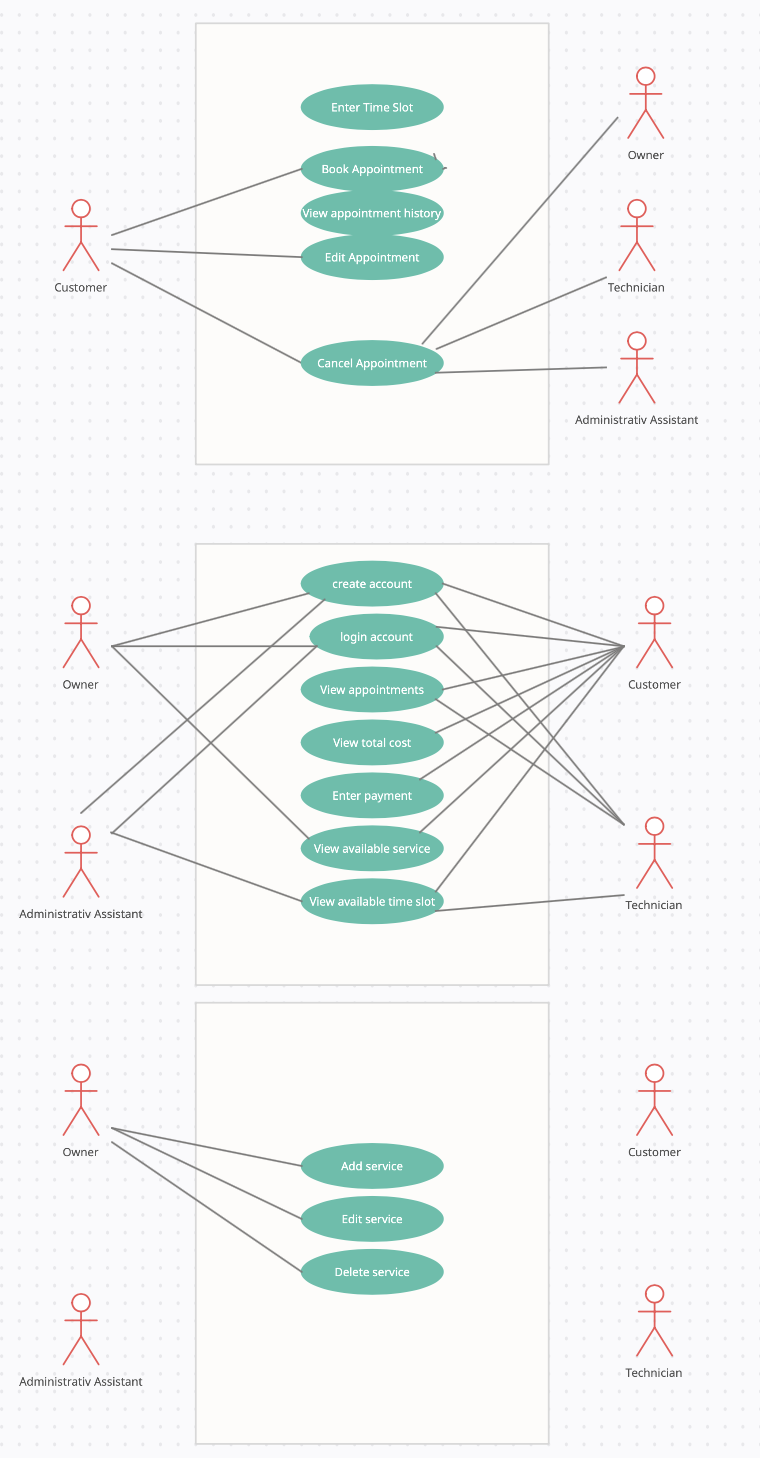 Enter Time Slot
Owner
Book Appointment
View appointment history
Edit Appointment
Customer
Technician
Cancel Appointment
Administrativ Assistant
create account
login account
Owner
Customer
View appointments
View total cost
Enter payment
View available service
View available time slot
Administrativ Assistant
Technician
Owner
Customer
Add service
Edit service
Delete service
Administrativ Assistant
Technician